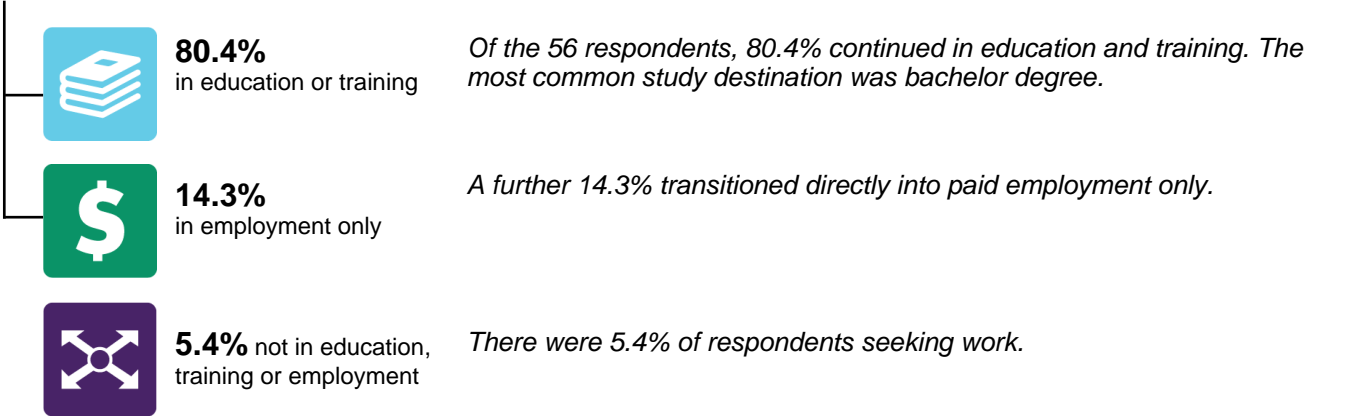 80.4%
in education or training
Of the 56 respondents, 80.4% continued in education and training. The
most common study destination was bachelor degree.
$
14.3%
in employment only
A further 14.3% transitioned directly into paid employment only.
5.4% not in education,
training or employment
There were 5.4% of respondents seeking work.